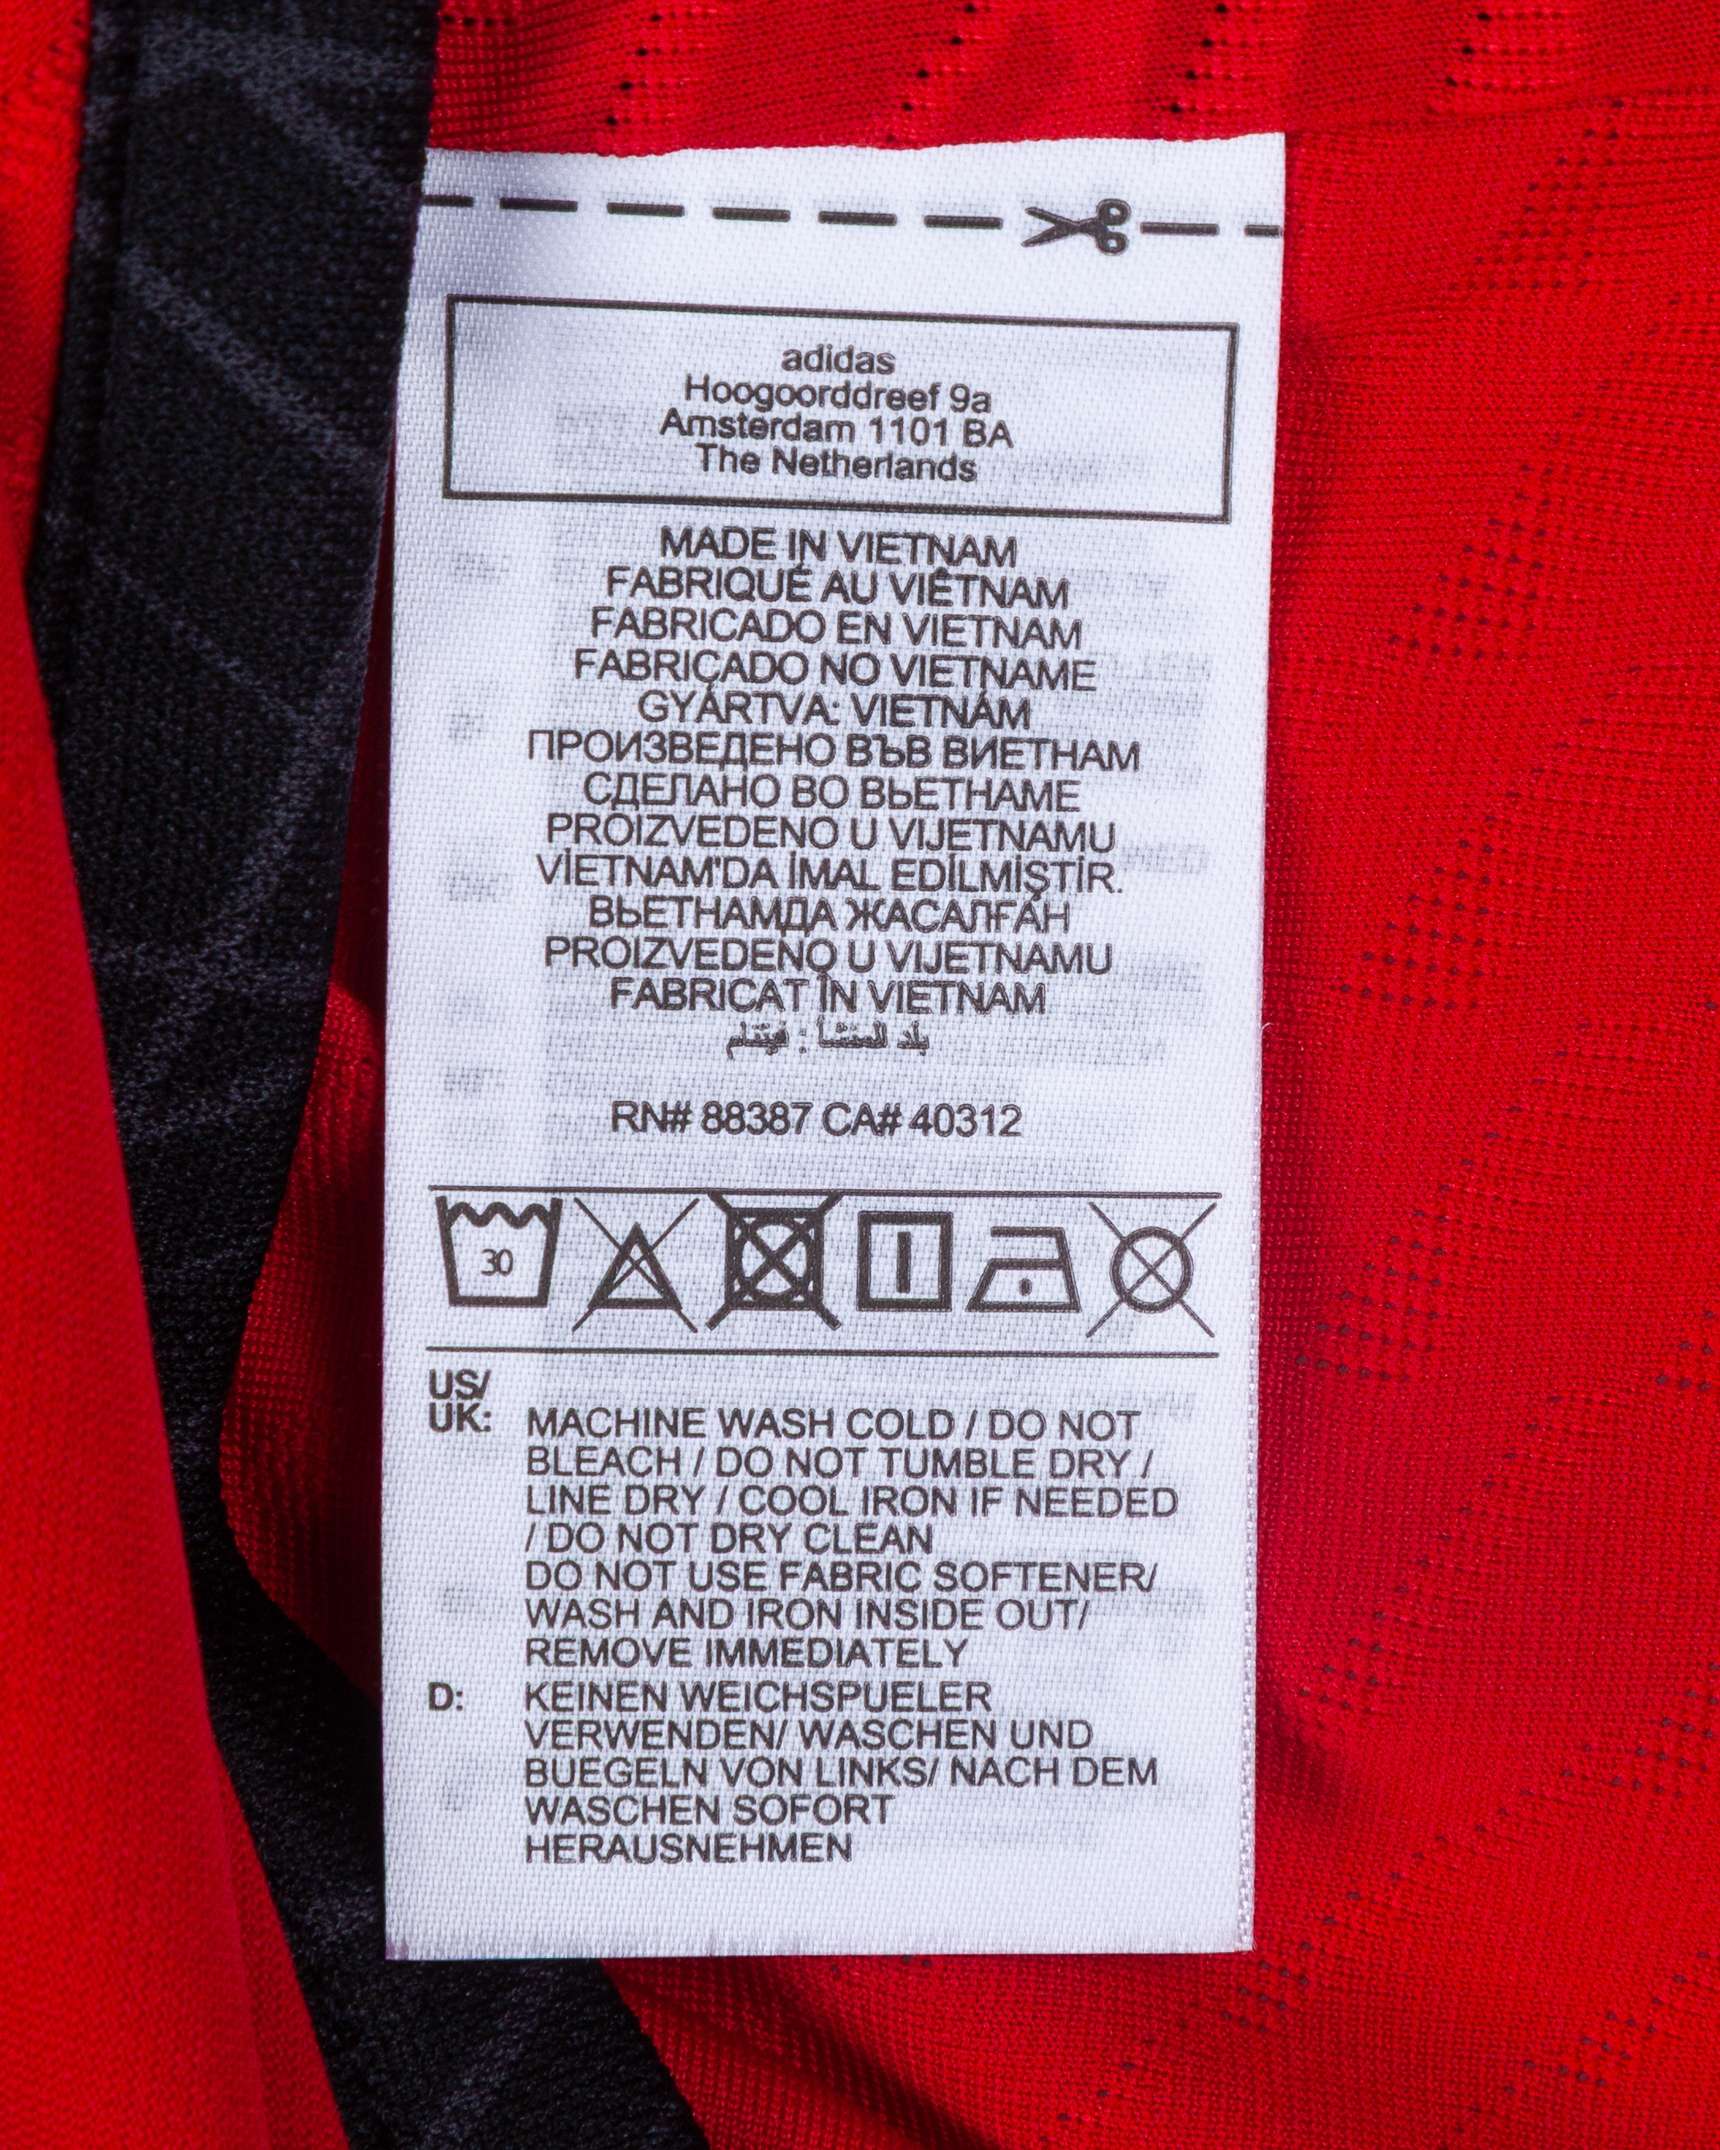 adidas
Hoogoorddreef 9a
Amsterdam 1101 BA
The Netherlands
MADE IN VIETNAM
FABRIQUÉ AU VIÊTNAM
FABRICADO EN VIETNAM
FABRICADO NO VIETNAME
GYÁRTVA: VIETNÁM
ПРОИЗВЕДЕНО ВЪВ ВИЕТНАМ
СДЕЛАНО ВО ВЬЕТНАМЕ
PROIZVEDENO U VIJETNAMU
VİETNAM'DA İMAL EDİLMİŞTİR.
ВЬЕТНАМДА ЖАСАЛҒАН
PROIZVEDENO U VIJETNAMU
FABRICAT ÎN VIETNAM
بلد المنشأ : فيتنام
RN# 88387 CA# 40312
30
US/
UK: MACHINE WASH COLD / DO NOT
BLEACH / DO NOT TUMBLE DRY /
LINE DRY / COOL IRON IF NEEDED
/ DO NOT DRY CLEAN
DO NOT USE FABRIC SOFTENER/
WASH AND IRON INSIDE OUT/
REMOVE IMMEDIATELY
D: KEINEN WEICHSPUELER
VERWENDEN/ WASCHEN UND
BUEGELN VON LINKS/ NACH DEM
WASCHEN SOFORT
HERAUSNEHMEN